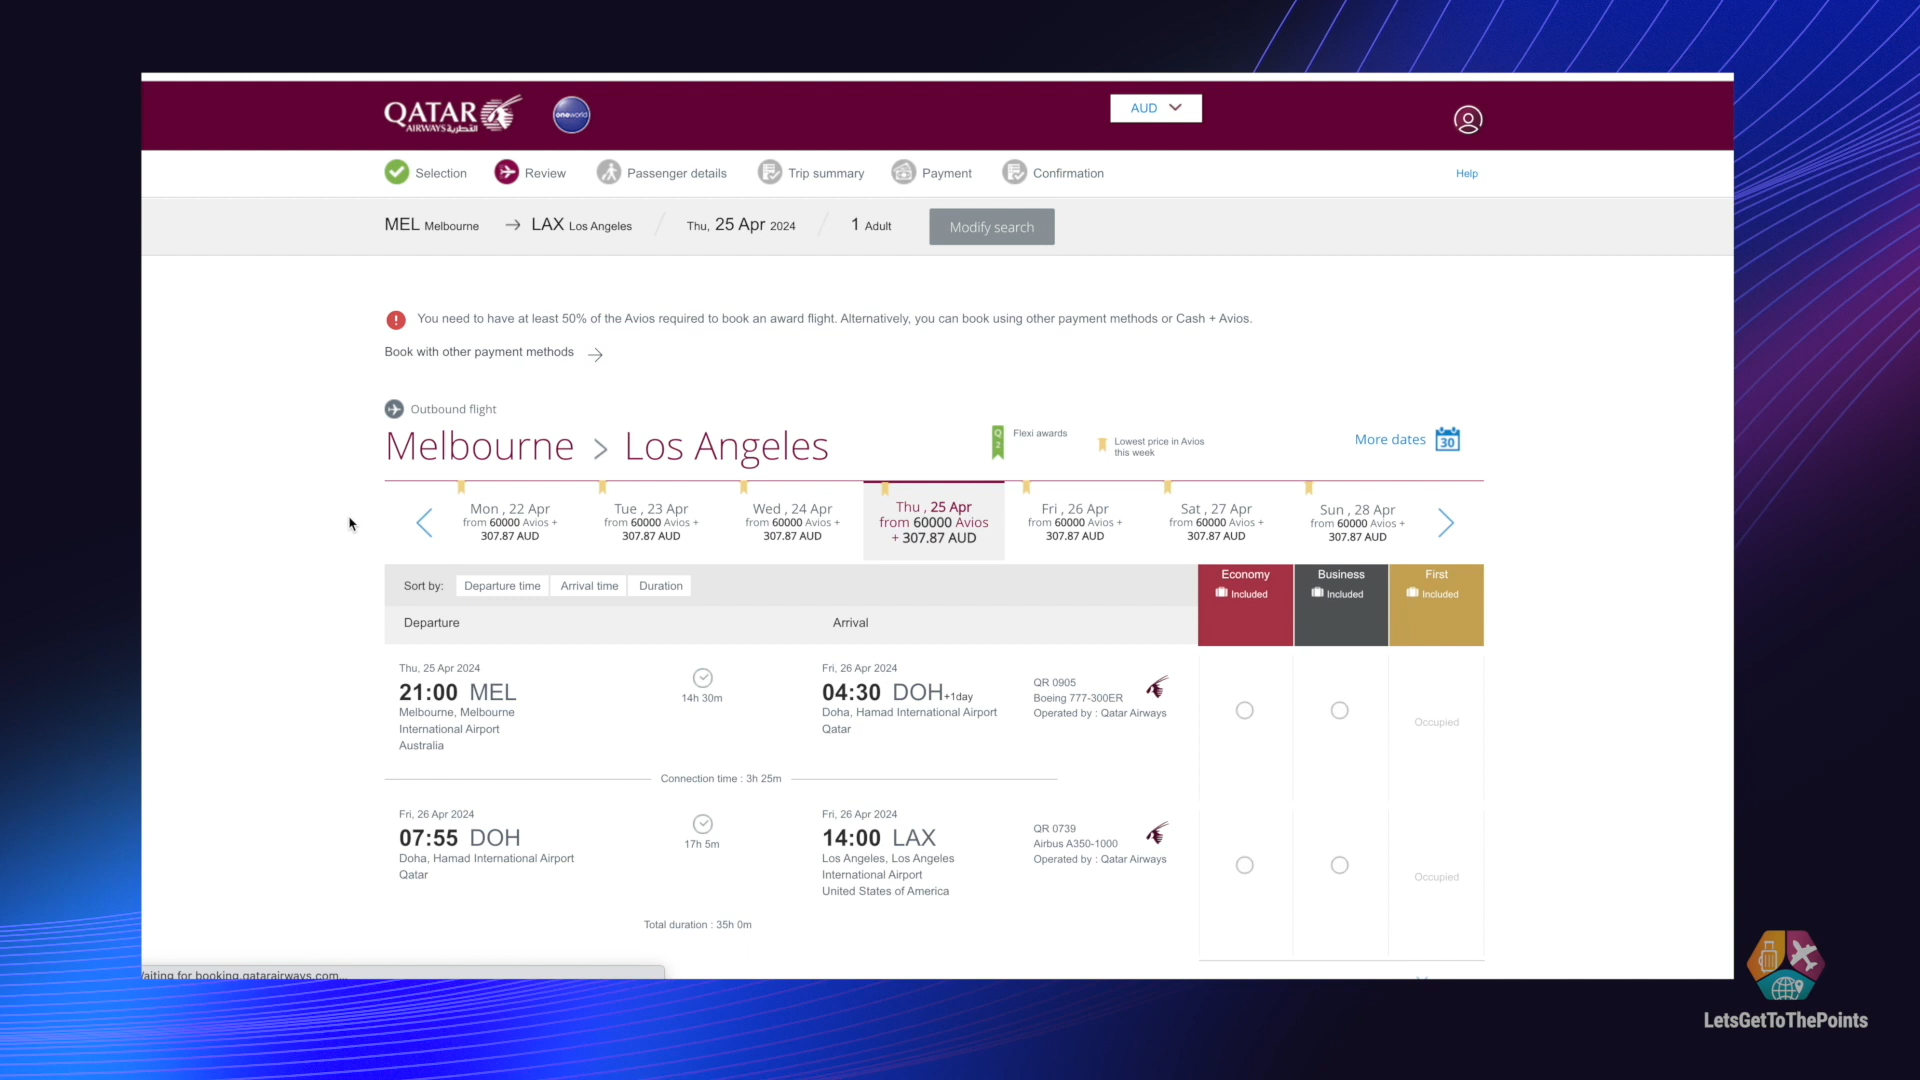 QATAR
AIRWAYS القطرية
oneworld
AUD
Selection
Review
Passenger details
Trip summary
Payment
Confirmation
Help
MEL Melbourne
LAX Los Angeles
Thu, 25 Apr 2024
1 Adult
Modify search
You need to have at least 50% of the Avios required to book an award flight. Alternatively, you can book using other payment methods or Cash + Avios.
Book with other payment methods
Outbound flight
Melbourne > Los Angeles
Q
2
Flexi awards
Lowest price in Avios
this week
More dates
30
Mon , 22 Apr
from 60000 Avios +
307.87 AUD
Tue , 23 Apr
from 60000 Avios +
307.87 AUD
Wed , 24 Apr
from 60000 Avios +
307.87 AUD
Thu , 25 Apr
from 60000 Avios
+ 307.87 AUD
Fri , 26 Apr
from 60000 Avios +
307.87 AUD
Sat , 27 Apr
from 60000 Avios +
307.87 AUD
Sun , 28 Apr
from 60000 Avios +
307.87 AUD
Sort by:
Departure time
Arrival time
Duration
Economy
Included
Business
Included
First
Included
Departure
Arrival
Thu, 25 Apr 2024
21:00 MEL
Melbourne, Melbourne
International Airport
Australia
14h 30m
Fri, 26 Apr 2024
04:30 DOH+1day
Doha, Hamad International Airport
Qatar
QR 0905
Boeing 777-300ER
Operated by : Qatar Airways
Occupied
Connection time : 3h 25m
Fri, 26 Apr 2024
07:55 DOH
Doha, Hamad International Airport
Qatar
17h 5m
Fri, 26 Apr 2024
14:00 LAX
Los Angeles, Los Angeles
International Airport
United States of America
QR 0739
Airbus A350-1000
Operated by : Qatar Airways
Occupied
Total duration : 35h 0m
aiting for booking.qatarairways.com...
LetsGetToThePoints